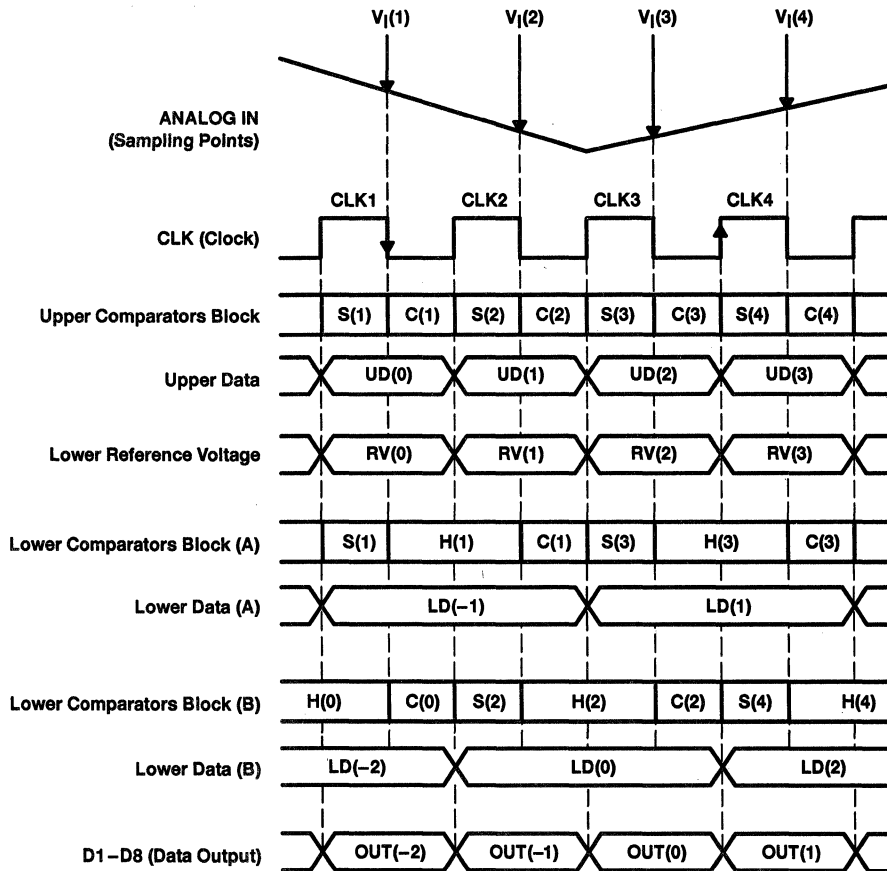 V_I(1) V_I(2) V_I(3) V_I(4)
ANALOG IN
(Sampling Points)
CLK1 CLK2 CLK3 CLK4
CLK (Clock)
Upper Comparators Block S(1) C(1) S(2) C(2) S(3) C(3) S(4) C(4)
Upper Data UD(0) UD(1) UD(2) UD(3)
Lower Reference Voltage RV(0) RV(1) RV(2) RV(3)
Lower Comparators Block (A) S(1) H(1) C(1) S(3) H(3) C(3)
Lower Data (A) LD(−1) LD(1)
Lower Comparators Block (B) H(0) C(0) S(2) H(2) C(2) S(4) H(4)
Lower Data (B) LD(−2) LD(0) LD(2)
D1−D8 (Data Output) OUT(−2) OUT(−1) OUT(0) OUT(1)